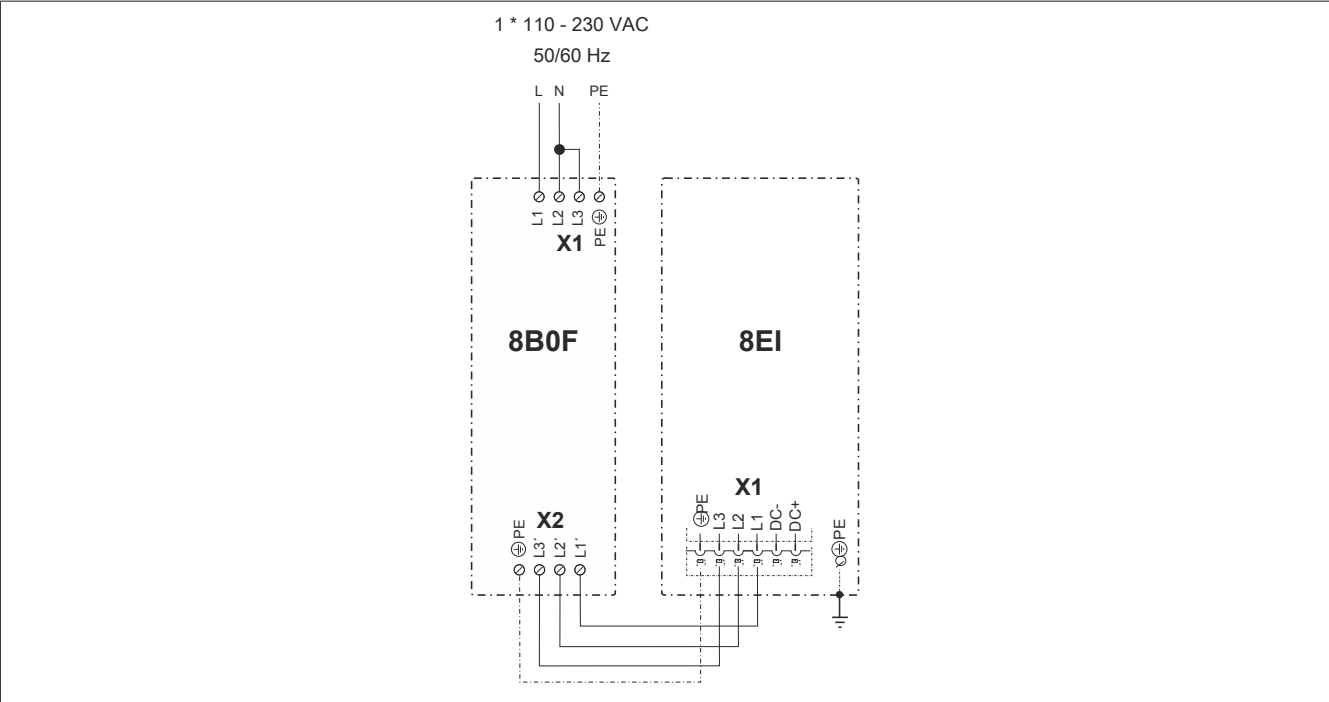 1 * 110 - 230 VAC
50/60 Hz
L N PE
L1 L2 L3 PE
X1
8B0F
8EI
X1
PE L3 L2 L1 DC- DC+ PE
X2
PE L3´ L2´ L1´